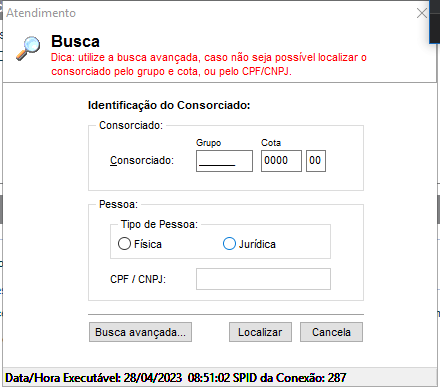 Atendimento
Busca
Dica: utilize a busca avançada, caso não seja possível localizar o
consorciado pelo grupo e cota, ou pelo CPF/CNPJ.
Identificação do Consorciado:
Consorciado:
Grupo Cota
Consorciado: ______ 0000 00
Pessoa:
Tipo de Pessoa:
Física Jurídica
CPF / CNPJ:
Busca avançada... Localizar Cancela
Data/Hora Executável: 28/04/2023 08:51:02 SPID da Conexão: 287